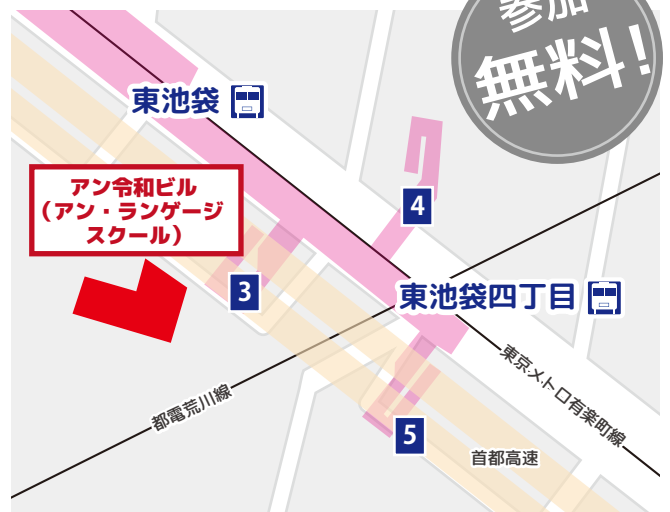 参加
無料!
東池袋
アン令和ビル
(アン・ランゲージ
スクール)
4
3
東池袋四丁目
東京メトロ有楽町線
都電荒川線
5
首都高速